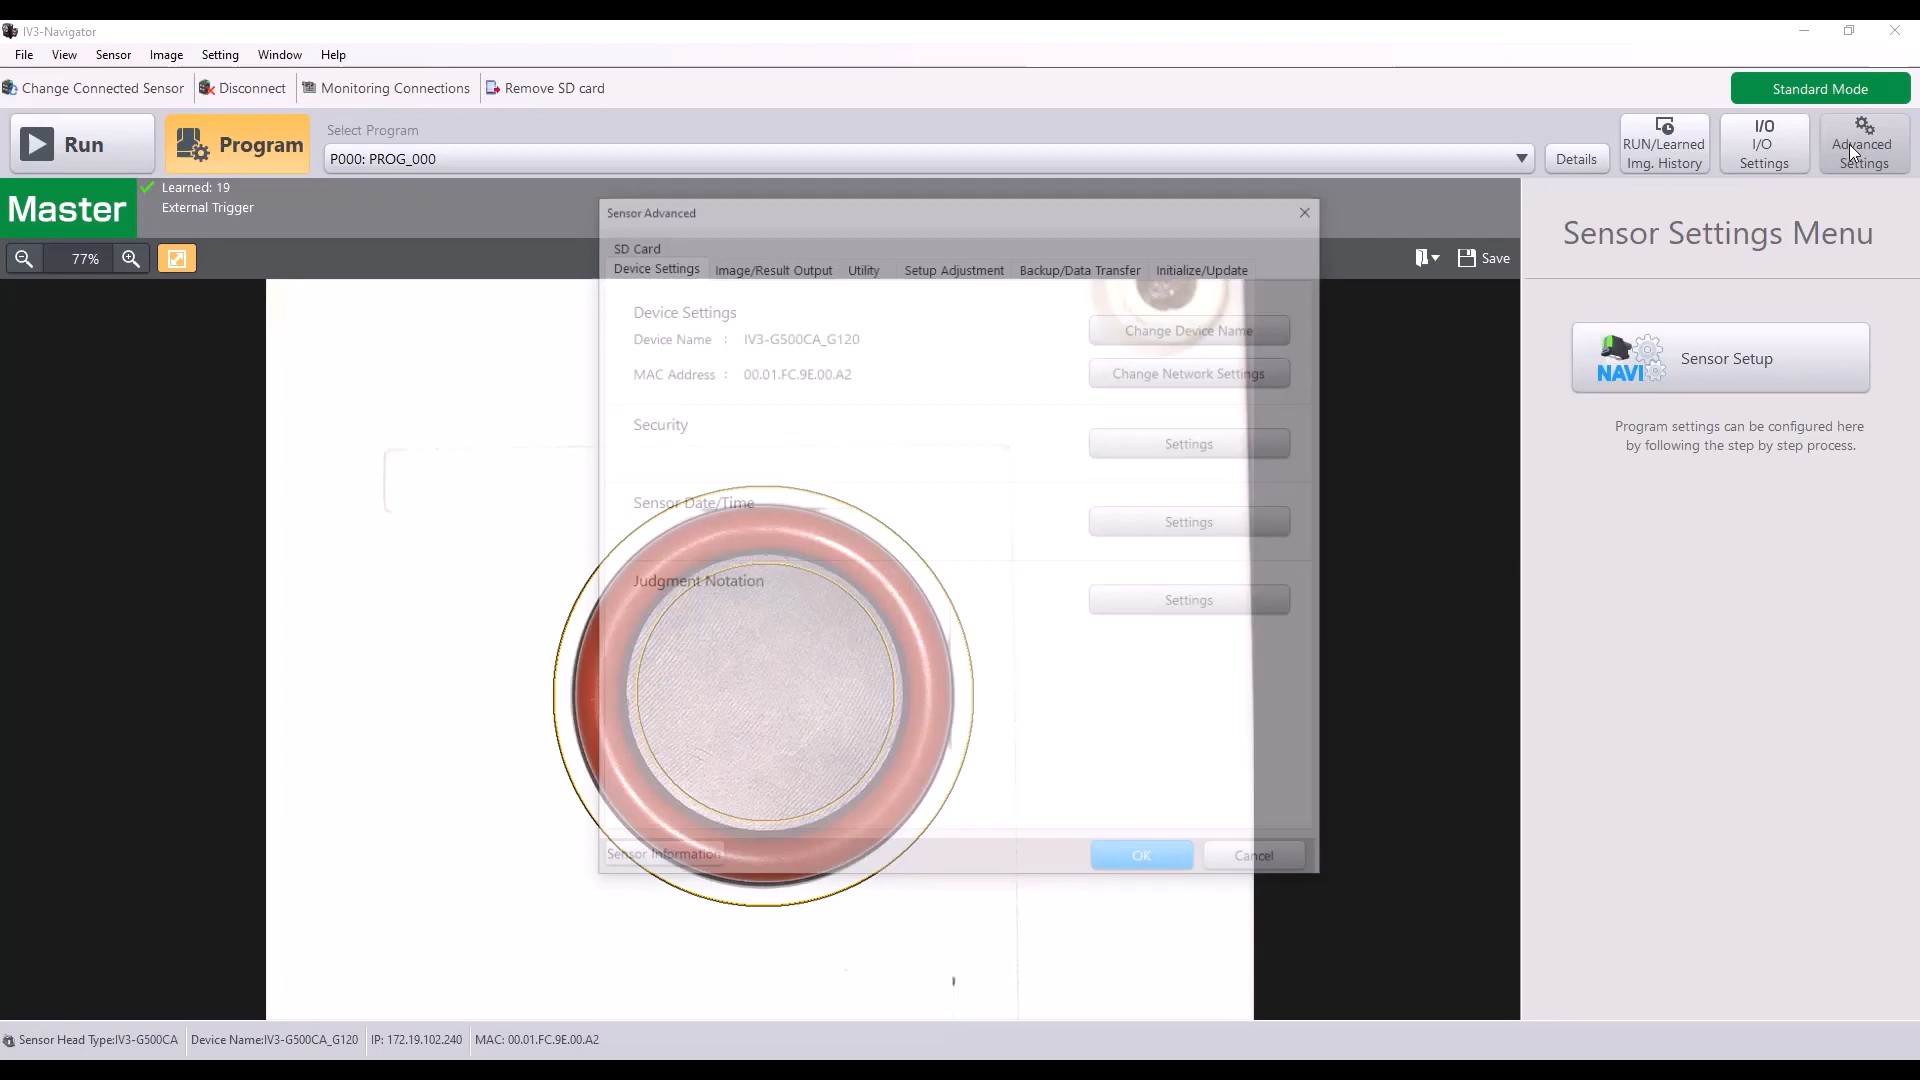 IV3-Navigator
File View Sensor Image Setting Window Help
Change Connected Sensor Disconnect Monitoring Connections Remove SD card
Standard Mode
Run
Program
Select Program
P000: PROG_000
Details
RUN/Learned
Img. History
I/O
I/O
Settings
Advanced
Settings
Master
Learned: 19
External Trigger
77%
Save
Sensor Advanced
SD Card
Device Settings Image/Result Output Utility Setup Adjustment Backup/Data Transfer Initialize/Update
Device Settings
Device Name : IV3-G500CA_G120
Change Device Name
MAC Address : 00.01.FC.9E.00.A2
Change Network Settings
Security
Settings
Sensor Date/Time
Settings
Judgment Notation
Settings
Sensor Information
OK
Cancel
Sensor Settings Menu
NAVI
Sensor Setup
Program settings can be configured here
by following the step by step process.
Sensor Head Type:IV3-G500CA Device Name:IV3-G500CA_G120 IP: 172.19.102.240 MAC: 00.01.FC.9E.00.A2